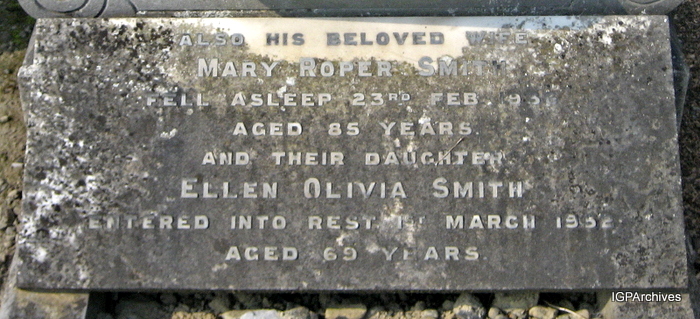 ALSO HIS BELOVED WIFE
MARY ROPER SMITH
FELL ASLEEP 23RD FEB.
AGED 85 YEARS.
AND THEIR DAUGHTER
ELLEN OLIVIA SMITH
ENTERED INTO REST MARCH 1952
AGED 69 YEARS.
IGPArchives